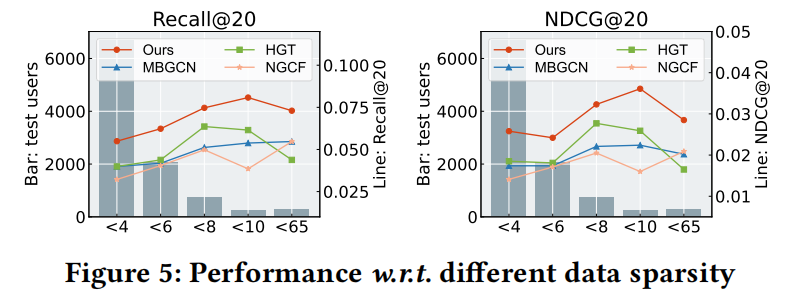 Recall@20
NDCG@20
Bar: test users
6000
4000
2000
0
Ours
MBGCN
HGT
NGCF
0.100
0.075
0.050
0.025
Line: Recall@20
<4 <6 <8 <10 <65
Bar: test users
6000
4000
2000
0
Ours
MBGCN
HGT
NGCF
0.05
0.04
0.03
0.02
0.01
Line: NDCG@20
<4 <6 <8 <10 <65
Figure 5: Performance w.r.t. different data sparsity